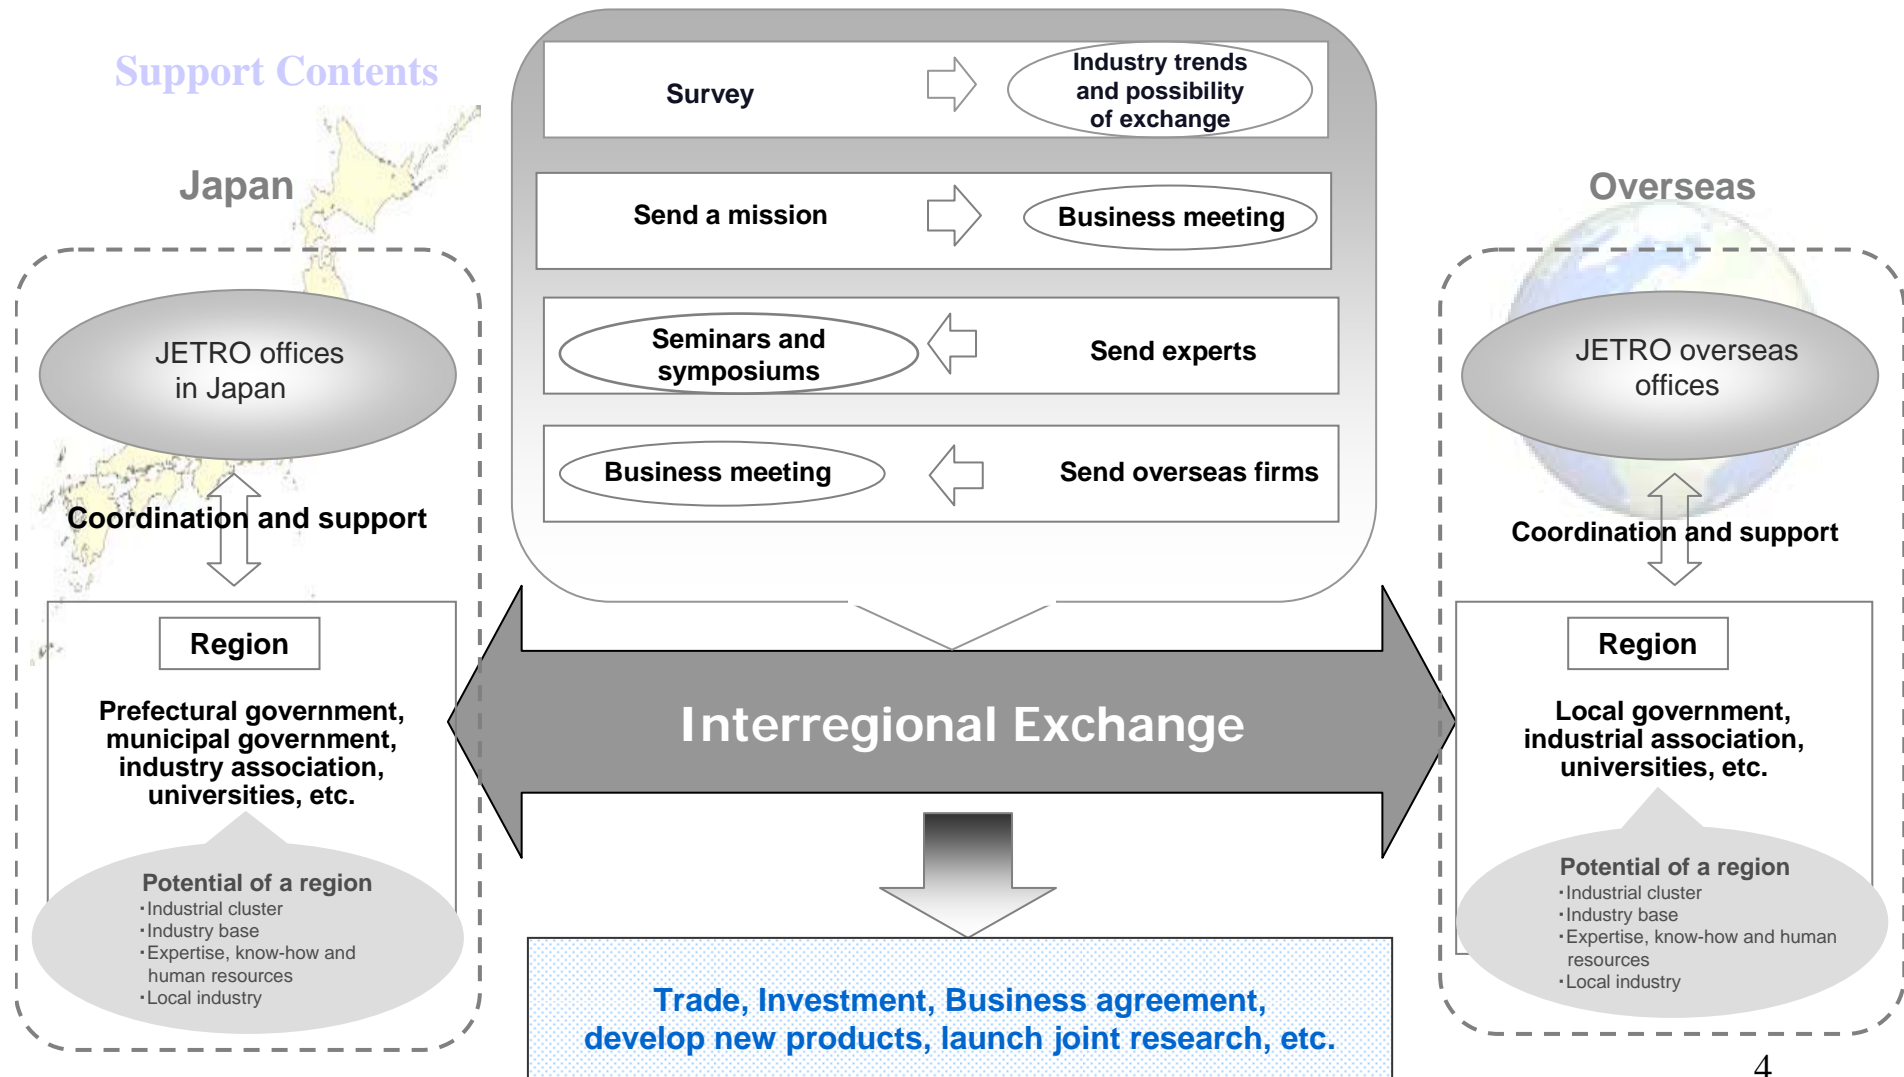 Support Contents
Japan
JETRO offices
in Japan
Coordination and support
Region
Prefectural government,
municipal government,
industry association,
universities, etc.
Potential of a region
・Industrial cluster
・Industry base
・Expertise, know-how and
human resources
・Local industry
Survey
Industry trends
and possibility
of exchange
Send a mission
Business meeting
Seminars and
symposiums
Send experts
Business meeting
Send overseas firms
Interregional Exchange
Trade, Investment, Business agreement,
develop new products, launch joint research, etc.
Overseas
JETRO overseas
offices
Coordination and support
Region
Local government,
industrial association,
universities, etc.
Potential of a region
・Industrial cluster
・Industry base
・Expertise, know-how and human
resources
・Local industry
4